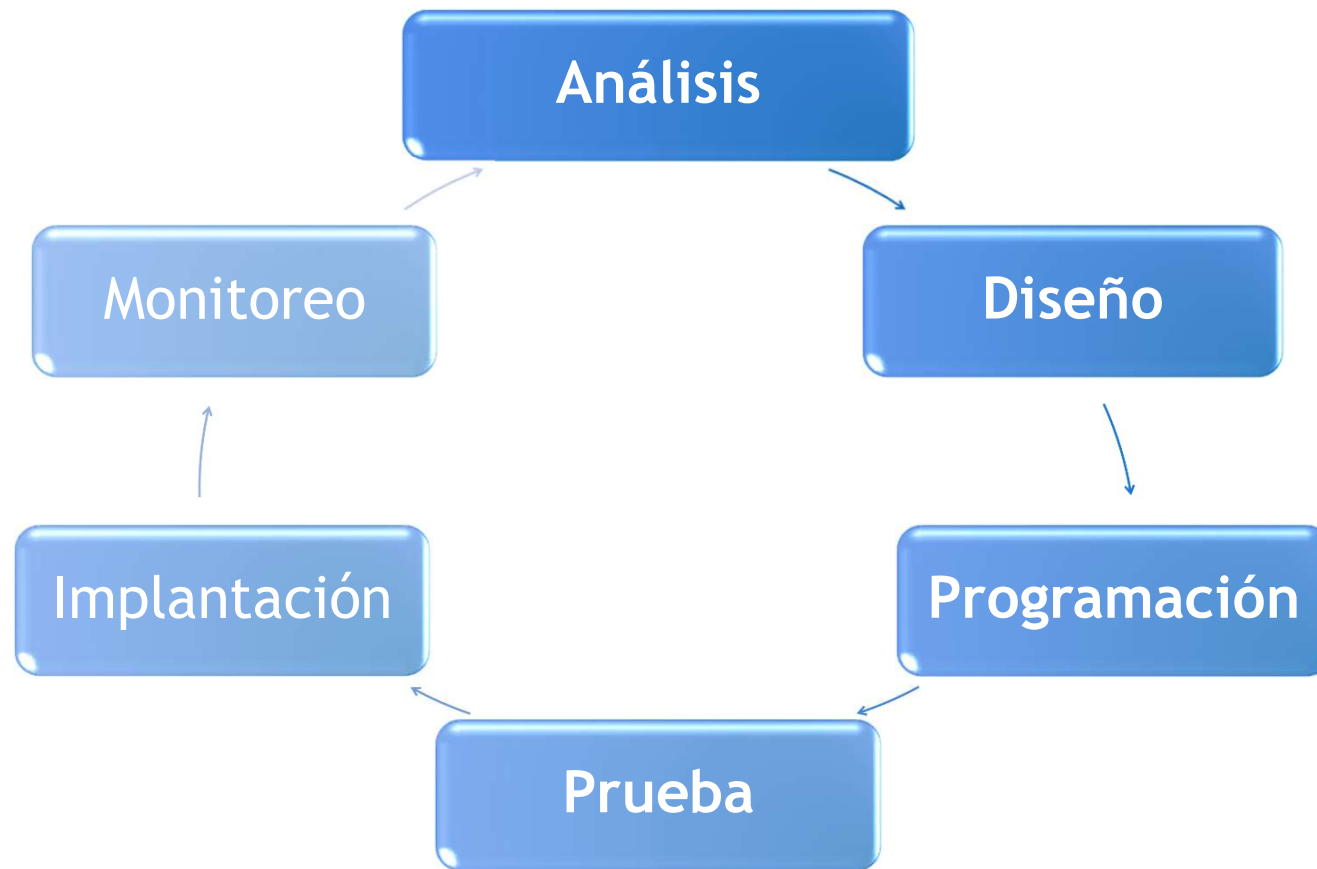 Análisis
Diseño
Programación
Prueba
Implantación
Monitoreo